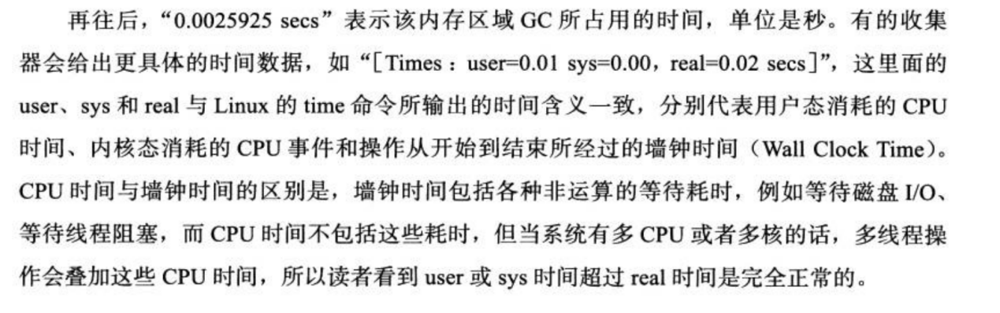 再往后，“0.0025925 secs”表示该内存区域 GC 所占用的时间，单位是秒。有的收集
器会给出更具体的时间数据，如“[Times：user=0.01 sys=0.00，real=0.02 secs]”，这里面的
user、sys 和 real 与 Linux 的 time 命令所输出的时间含义一致，分别代表用户态消耗的 CPU
时间、内核态消耗的 CPU 事件和操作从开始到结束所经过的墙钟时间（Wall Clock Time）。
CPU 时间与墙钟时间的区别是，墙钟时间包括各种非运算的等待耗时，例如等待磁盘 I/O、
等待线程阻塞，而 CPU 时间不包括这些耗时，但当系统有多 CPU 或者多核的话，多线程操
作会叠加这些 CPU 时间，所以读者看到 user 或 sys 时间超过 real 时间是完全正常的。